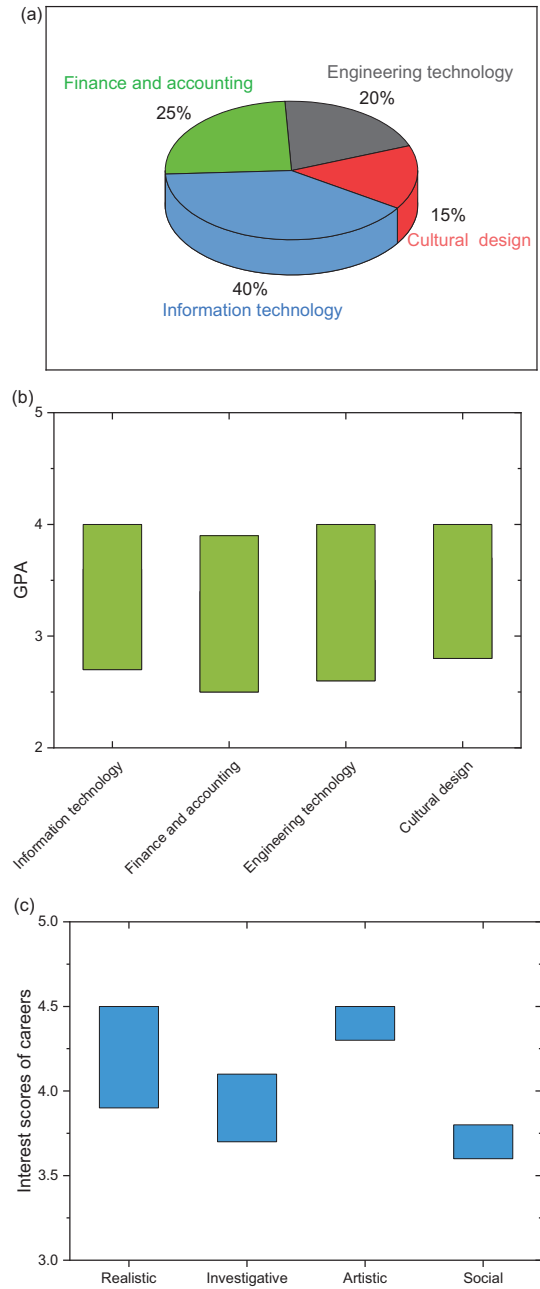 (a)
Finance and accounting
25%
Engineering technology
20%
15%
Cultural design
40%
Information technology
(b)
5
4
3
2
GPA
Information technology
Finance and accounting
Engineering technology
Cultural design
(c)
5.0
4.5
4.0
3.5
3.0
Interest scores of careers
Realistic
Investigative
Artistic
Social